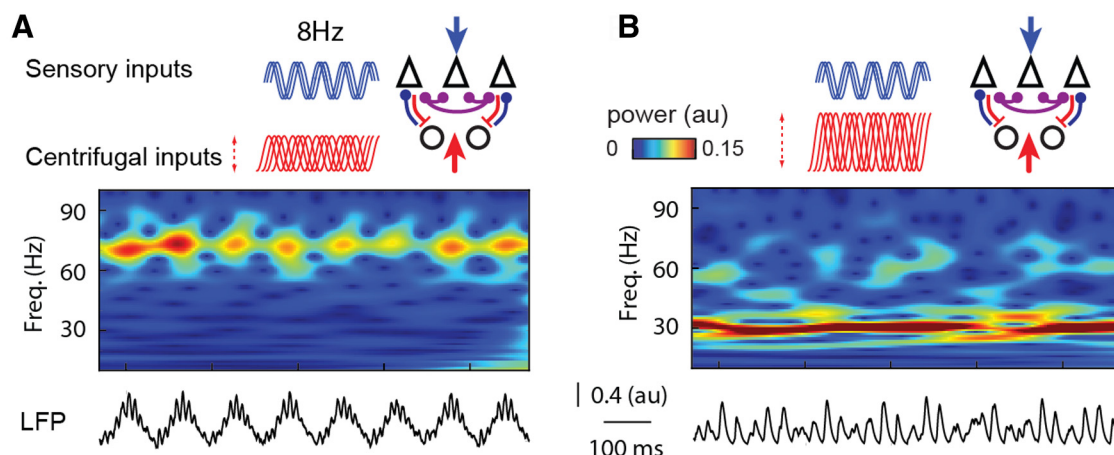 A
8Hz
Sensory inputs
Centrifugal inputs
90
60
30
Freq. (Hz)
LFP
B
power (au)
0 0.15
90
60
30
Freq. (Hz)
0.4 (au)
100 ms